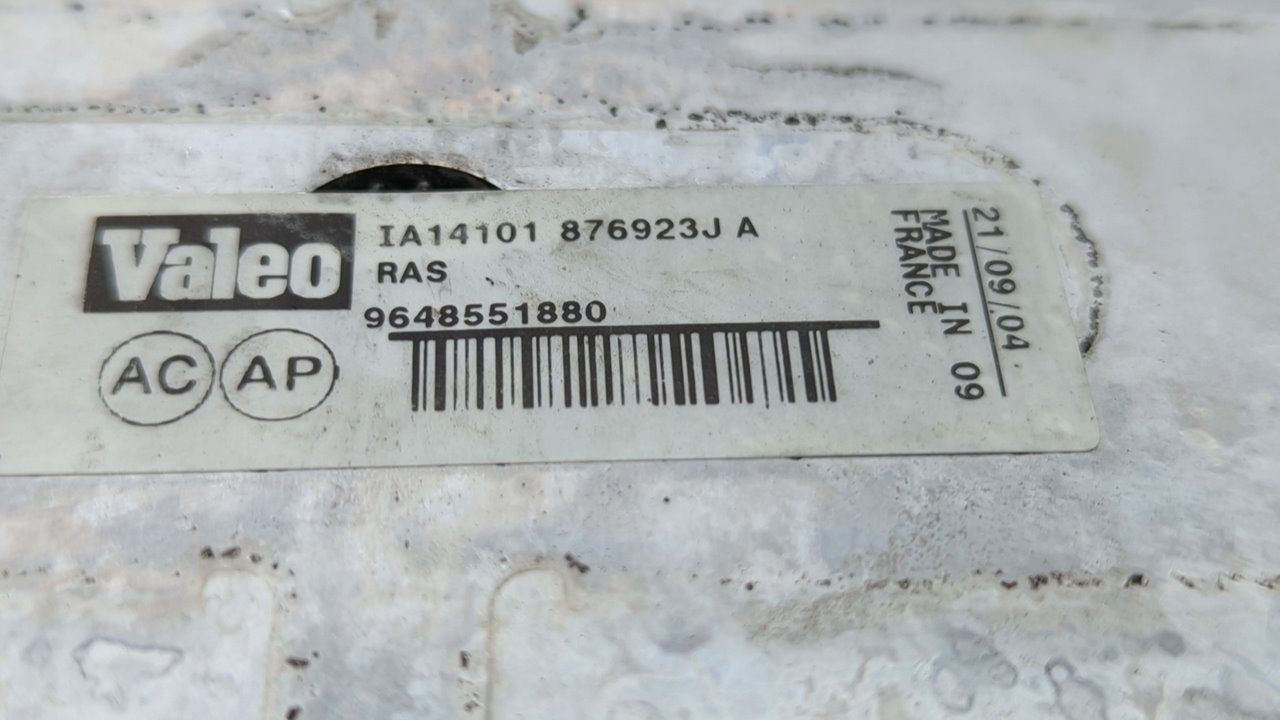 Valeo
IA14101 876923J A
RAS
9648551880
AC AP
21/09/04
MADE IN 09
FRANCE